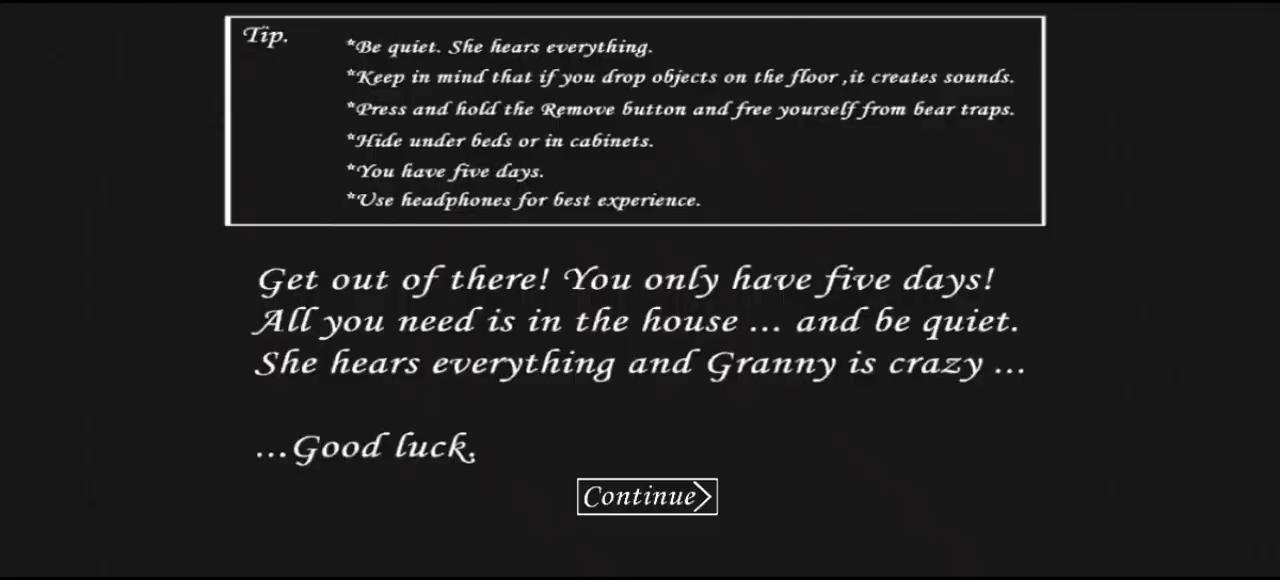 Tip.
*Be quiet. She hears everything.
*Keep in mind that if you drop objects on the floor ,it creates sounds.
*Press and hold the Remove button and free yourself from bear traps.
*Hide under beds or in cabinets.
*You have five days.
*Use headphones for best experience.
Get out of there! You only have five days!
All you need is in the house ... and be quiet.
She hears everything and Granny is crazy ...
...Good luck.
Continue>